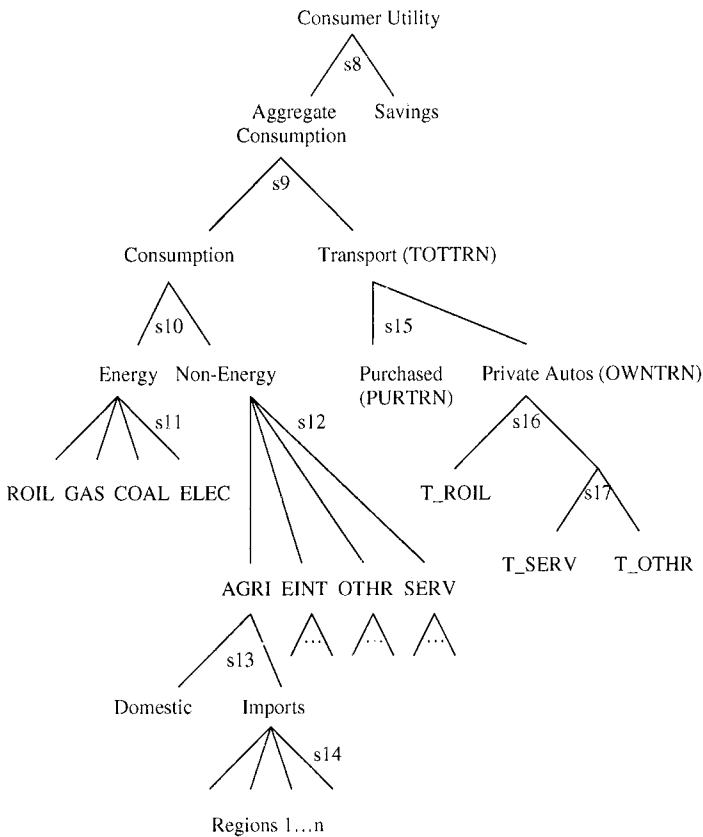 Consumer Utility
s8
Aggregate Savings
Consumption
s9
Consumption Transport (TOTTRN)
s10 s15
Energy Non-Energy Purchased Private Autos (OWNTRN)
(PURTRN)
s11 s12 s16
ROIL GAS COAL ELEC T_ROIL s17
T_SERV T_OTHR
AGRI EINT OTHR SERV
... ... ...
s13
Domestic Imports
s14
Regions 1...n